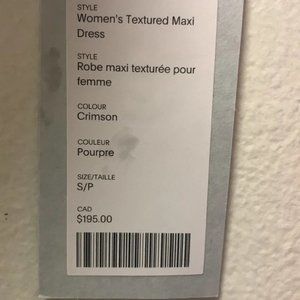 STYLE
Women's Textured Maxi
Dress
STYLE
Robe maxi texturée pour
femme
COLOUR
Crimson
COULEUR
Pourpre
SIZE/TAILLE
S/P
CAD
$195.00